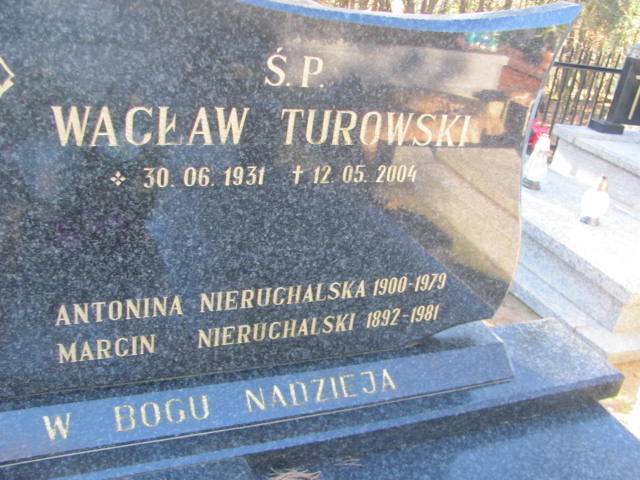 Ś.P.
WACŁAW TUROWSKI
30.06.1931 † 12.05.2004
ANTONINA NIERUCHALSKA 1900-1979
MARCIN NIERUCHALSKI 1892-1981
W BOGU NADZIEJA